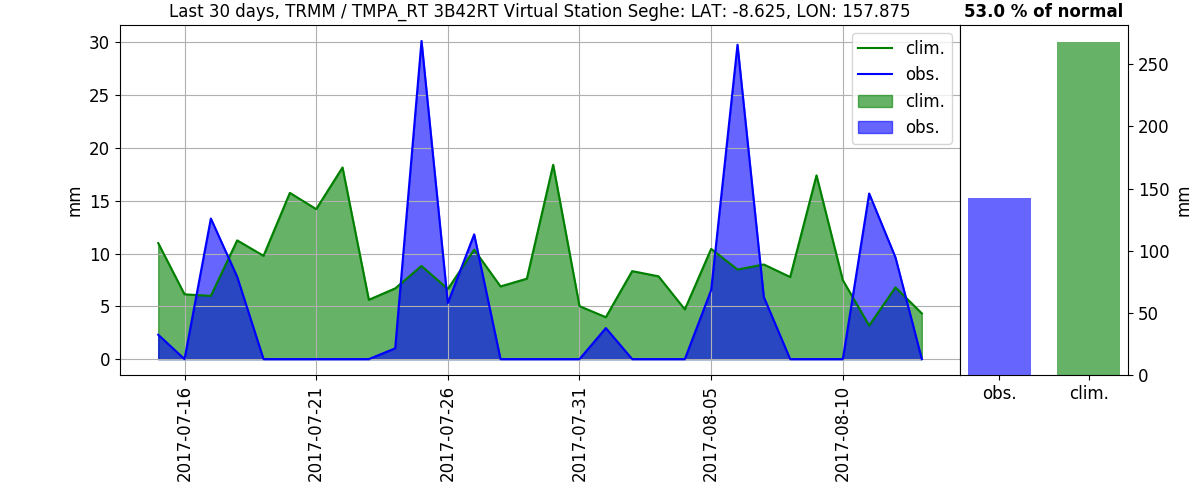 Last 30 days, TRMM / TMPA_RT 3B42RT Virtual Station Seghe: LAT: -8.625, LON: 157.875
53.0 % of normal
mm
30
25
20
15
10
5
0
2017-07-16
2017-07-21
2017-07-26
2017-07-31
2017-08-05
2017-08-10
clim.
obs.
clim.
obs.
obs.
clim.
250
200
150
100
50
0
mm